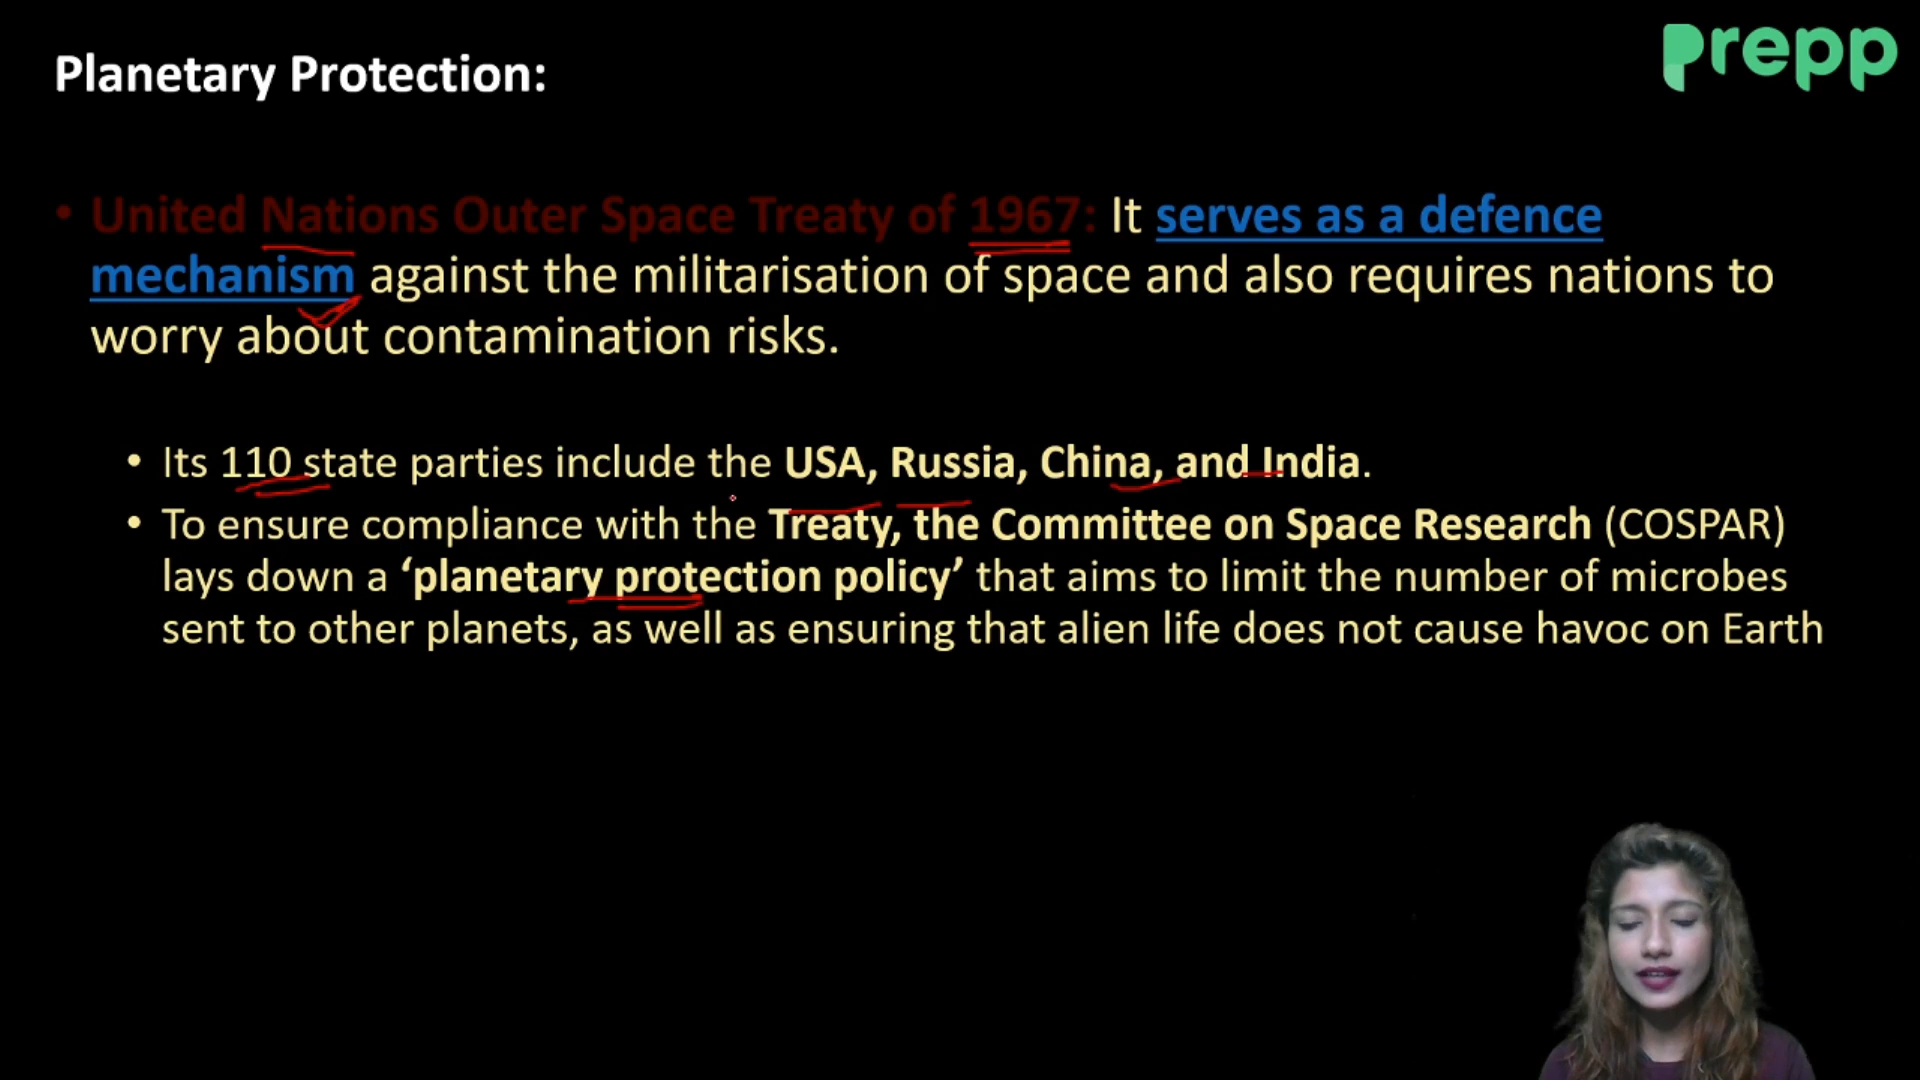 prepp
Planetary Protection:
• United Nations Outer Space Treaty of 1967: It serves as a defence
mechanism against the militarisation of space and also requires nations to
worry about contamination risks.
• Its 110 state parties include the USA, Russia, China, and India.
• To ensure compliance with the Treaty, the Committee on Space Research (COSPAR)
lays down a ‘planetary protection policy’ that aims to limit the number of microbes
sent to other planets, as well as ensuring that alien life does not cause havoc on Earth